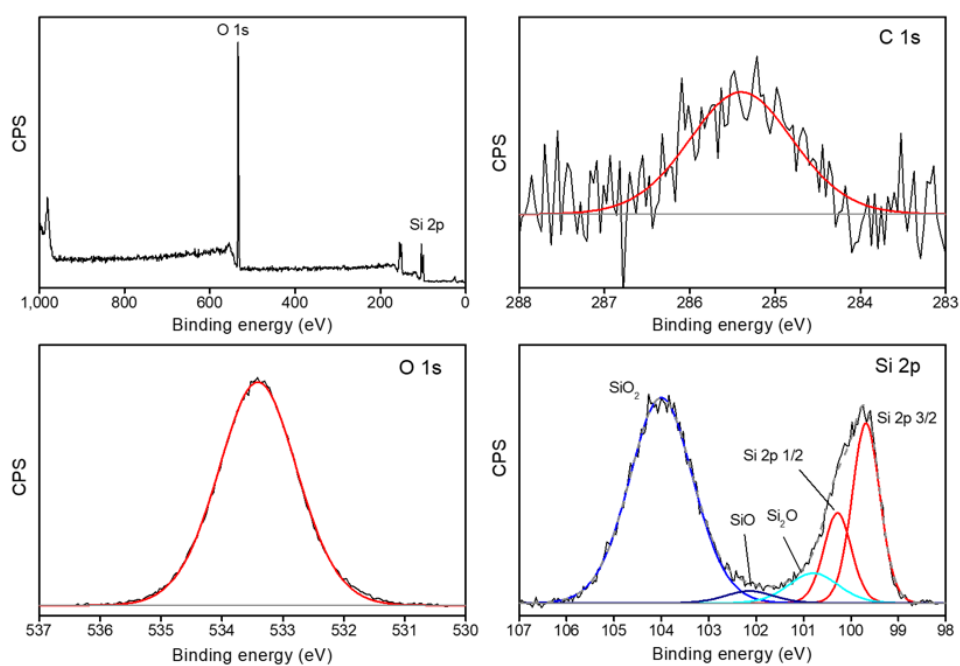 O 1s
Si 2p
CPS
1,000 800 600 400 200 0
Binding energy (eV)
C 1s
CPS
288 287 286 285 284 283
Binding energy (eV)
O 1s
CPS
537 536 535 534 533 532 531 530
Binding energy (eV)
Si 2p
SiO₂
Si 2p 3/2
Si 2p 1/2
SiO
Si₂O
CPS
107 106 105 104 103 102 101 100 99 98
Binding energy (eV)